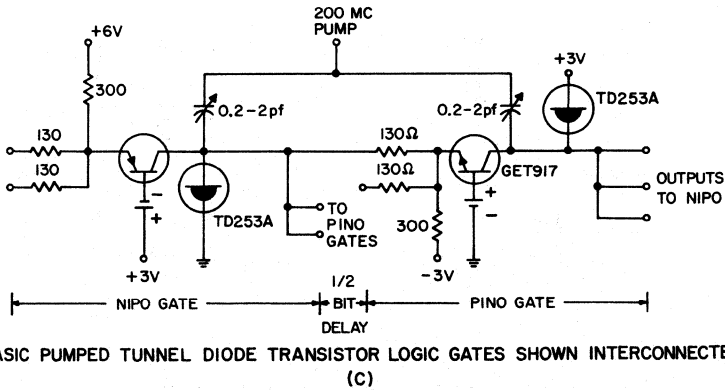 200 MC
PUMP
+6V
+3V
300
0.2-2pf
0.2-2pf
TD253A
130
130Ω
130
130Ω
GET917
-
+
TD253A
TO
PINO
GATES
300
+
-
OUTPUTS
TO NIPO
+3V
-3V
NIPO GATE
1/2
BIT
DELAY
PINO GATE
ASIC PUMPED TUNNEL DIODE TRANSISTOR LOGIC GATES SHOWN INTERCONNECTE
(C)